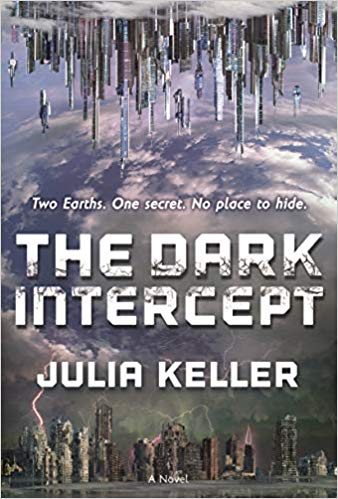 Two Earths. One secret. No place to hide.
THE DARK
INTERCEPT
JULIA KELLER
A Novel